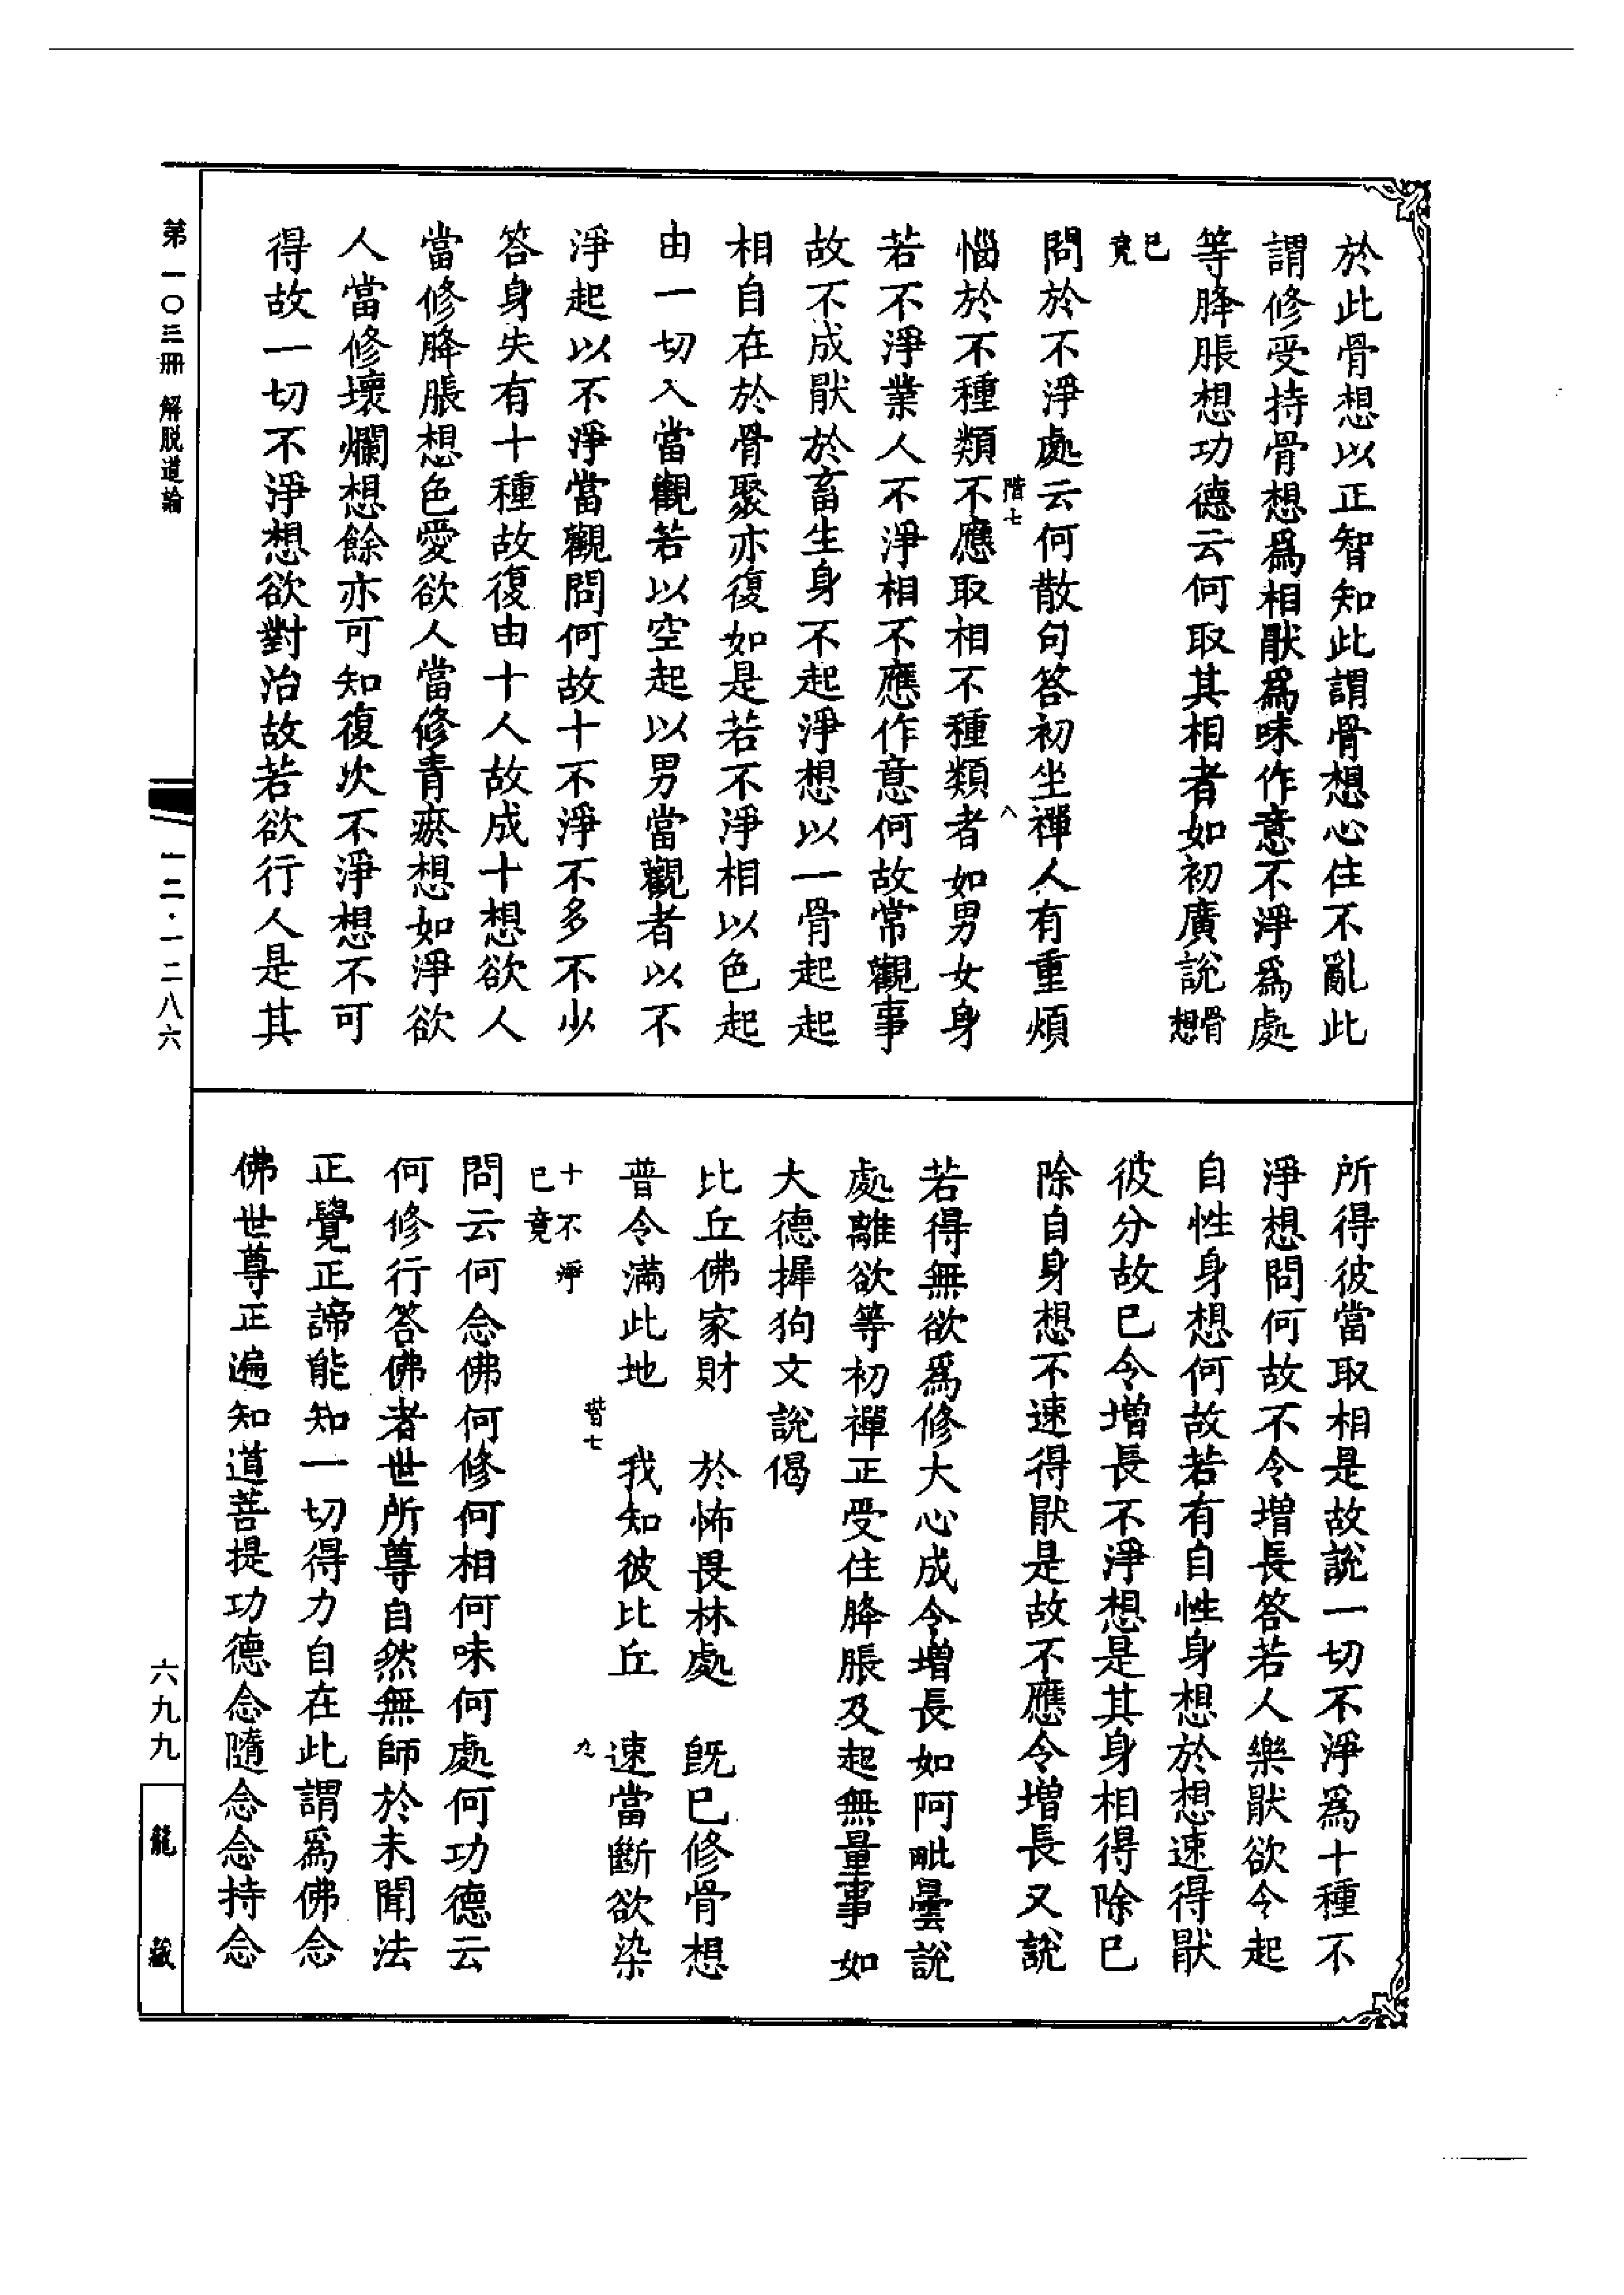 於此骨想以正智知此謂骨想心住不亂此
謂修受持骨想爲相厭爲味作意不淨爲處
等膖脹想功德云何取其相者如初廣說骨想
已竟
問於不淨處云何散句答初坐禪人有重煩
惱於不種類不應取相不種類者如男女身
若不淨業人不淨相不應作意何故常觀事
故不成猒於畜生身不起淨想以一骨起起
相自在於骨聚亦復如是若不淨相以色起
由一切入當觀若以空起以男當觀者以不
淨起以不淨當觀問何故十不淨不多不少
答身失有十種故復由十人故成十想欲人
當修膖脹想色愛欲人當修青瘀想如淨欲
人當修壞爛想餘亦可知復次不淨想不可
得故一切不淨想欲對治故若欲行人是其
所得彼當取相是故說一切不淨爲十種不
淨想問何故不令增長答若人樂猒欲令起
自性身想何故若有自性身想於想速得猒
彼分故已令增長不淨想是其身相得除已
除自身想不速得猒是故不應令增長又說
若得無欲爲修大心成令增長如阿毗曇說
處離欲等初禪正受住膖脹及起無量事如
大德摨狗文說偈
比丘佛家財　於怖畏林處　旣已修骨想
普令滿此地　我知彼比丘　速當斷欲染
十不淨
已竟
問云何念佛何修何相何味何處何功德云
何修行答佛者世所尊自然無師於未聞法
正覺正諦能知一切得力自在此謂爲佛念
佛世尊正遍知道菩提功德念隨念念持念
七
八
七
九
第一〇三冊 解脫道論
一二·一二八六
六九九
龍藏